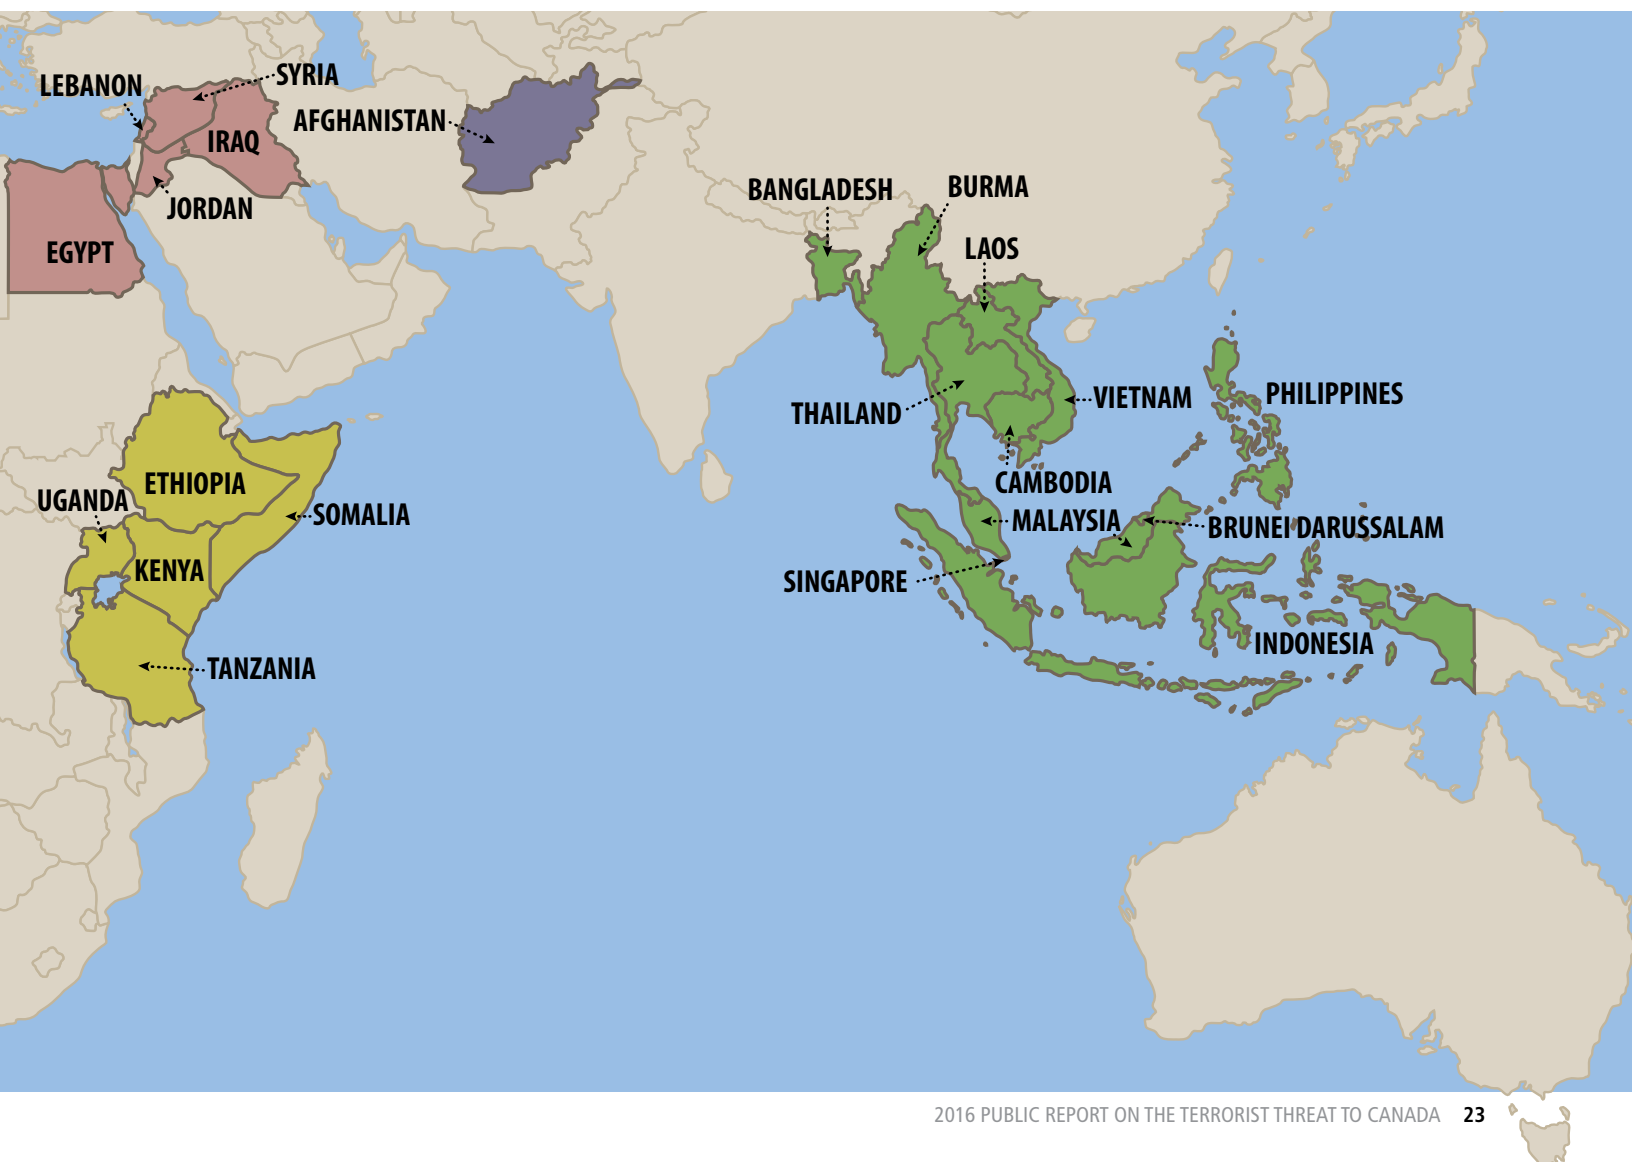 SYRIA
LEBANON
AFGHANISTAN
IRAQ
JORDAN
EGYPT
BANGLADESH
BURMA
LAOS
THAILAND
VIETNAM
PHILIPPINES
CAMBODIA
MALAYSIA
BRUNEI DARUSSALAM
SINGAPORE
INDONESIA
ETHIOPIA
UGANDA
SOMALIA
KENYA
TANZANIA
2016 PUBLIC REPORT ON THE TERRORIST THREAT TO CANADA 23